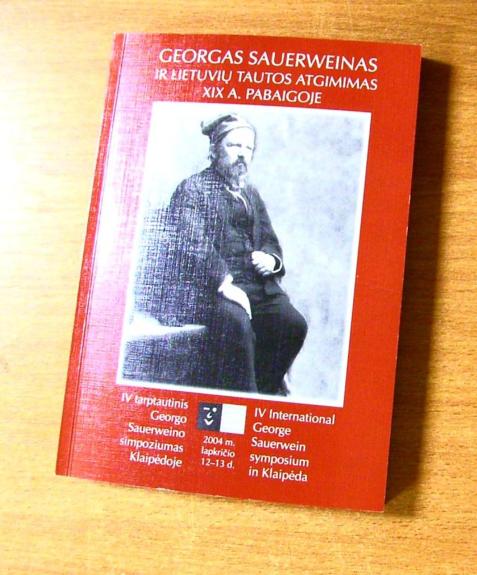 GEORGAS SAUERWEINAS
IR LIETUVIŲ TAUTOS ATGIMIMAS
XIX A. PABAIGOJE
IV tarptautinis
Georgo
Sauerweino
simpoziumas
Klaipėdoje
2004 m.
lapkričio
12–13 d.
IV International
George
Sauerwein
symposium
in Klaipėda